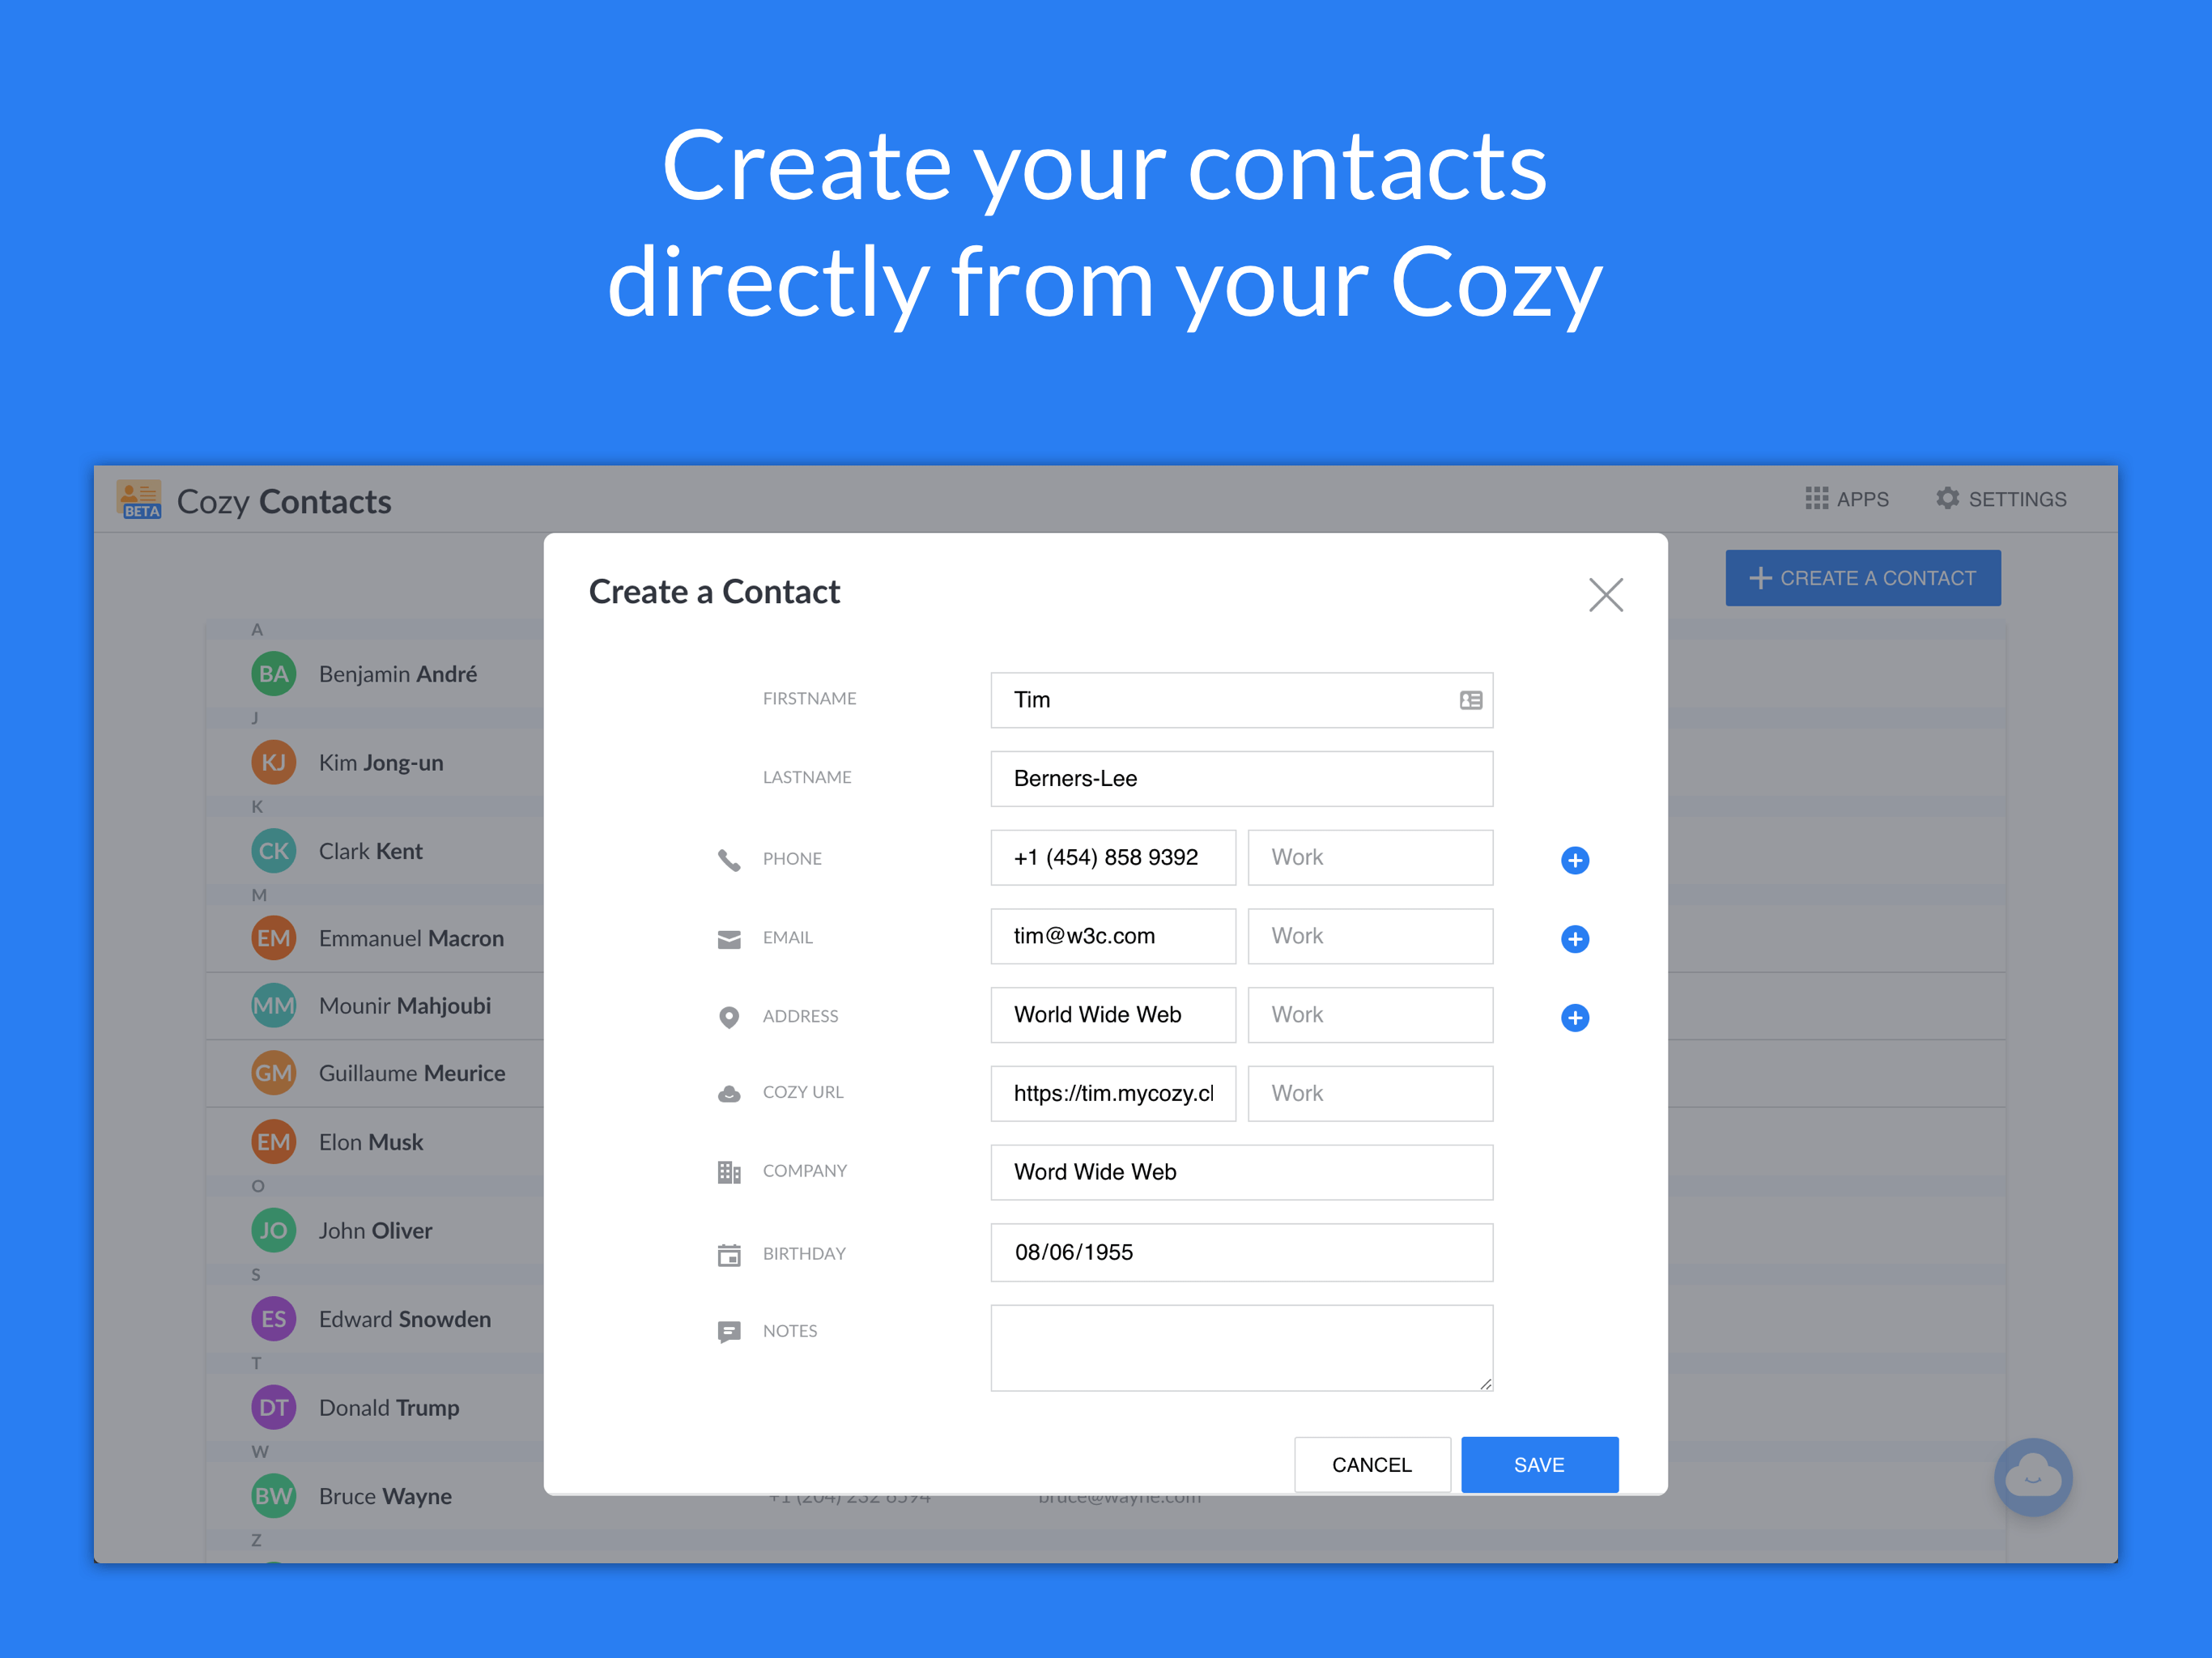 Create your contacts
directly from your Cozy
BETA
Cozy Contacts
APPS
SETTINGS
CREATE A CONTACT
A
BA Benjamin André
J
KJ Kim Jong-un
K
CK Clark Kent
M
EM Emmanuel Macron
MM Mounir Mahjoubi
GM Guillaume Meurice
EM Elon Musk
O
JO John Oliver
S
ES Edward Snowden
T
DT Donald Trump
W
BW Bruce Wayne +1 (204) 232 6594 bruce@wayne.com
Z
Create a Contact
FIRSTNAME Tim
LASTNAME Berners-Lee
PHONE +1 (454) 858 9392 Work
EMAIL tim@w3c.com Work
ADDRESS World Wide Web Work
COZY URL https://tim.mycozy.cl Work
COMPANY Word Wide Web
BIRTHDAY 08/06/1955
NOTES
CANCEL
SAVE